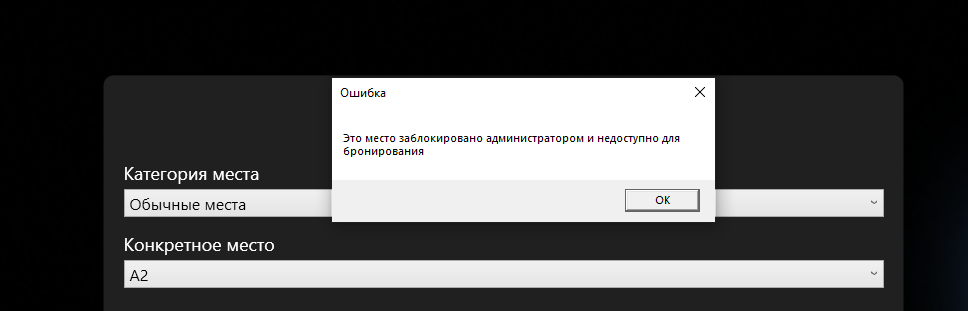 Ошибка
Это место заблокировано администратором и недоступно для
бронирования
OK
Категория места
Обычные места
Конкретное место
A2